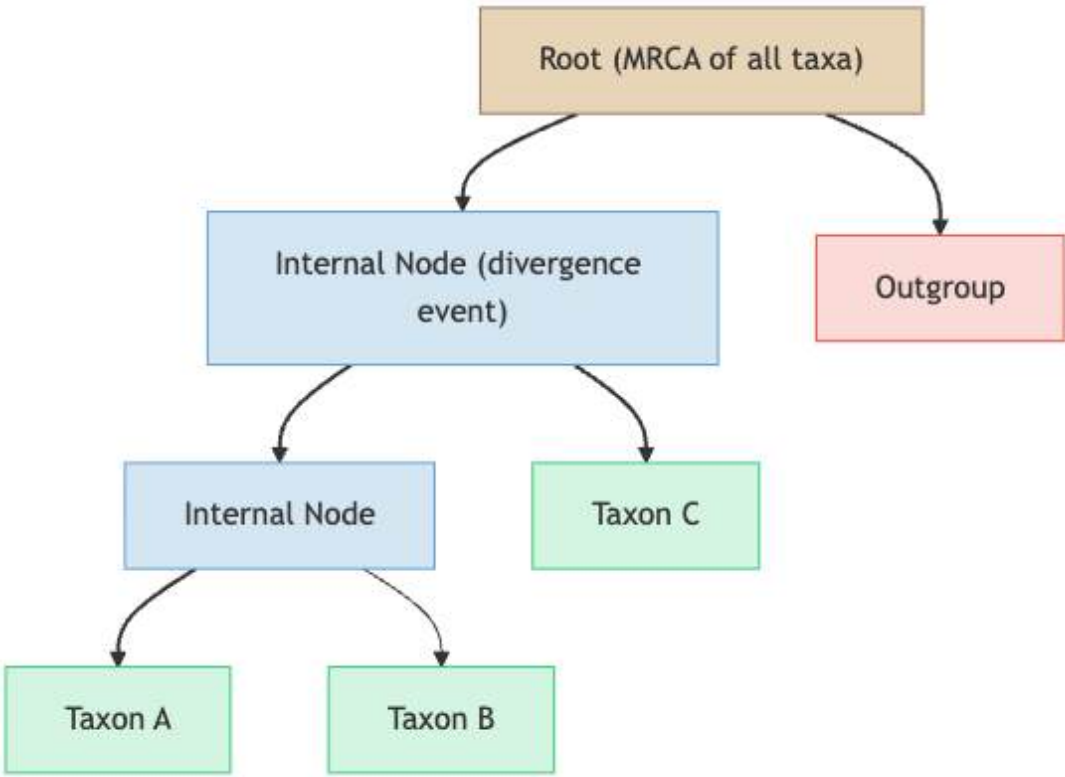 Root (MRCA of all taxa)
Internal Node (divergence
event)
Outgroup
Internal Node
Taxon C
Taxon A
Taxon B